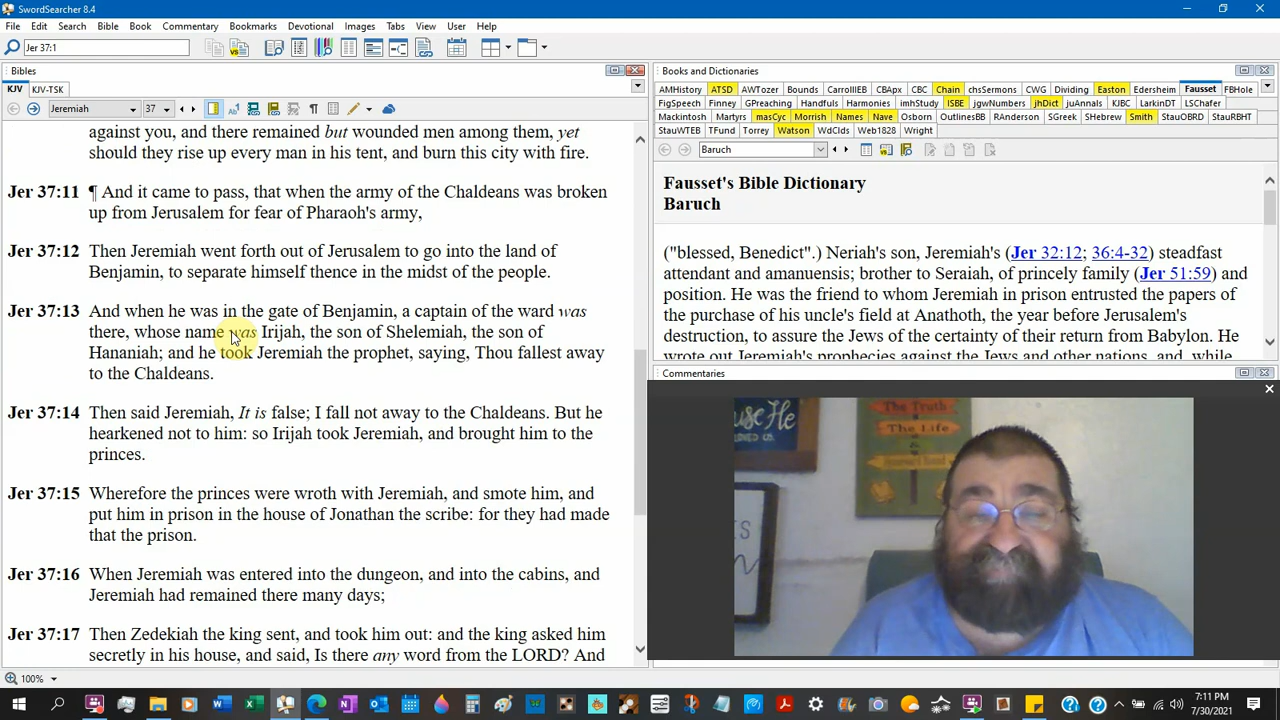 SwordSearcher 8.4
File Edit Search Bible Book Commentary Bookmarks Devotional Images Tabs View User Help
Jer 37:1
Bibles
KJV KJV-TSK
Jeremiah 37
against you, and there remained but wounded men among them, yet
should they rise up every man in his tent, and burn this city with fire.
Jer 37:11 ¶ And it came to pass, that when the army of the Chaldeans was broken
up from Jerusalem for fear of Pharaoh's army,
Jer 37:12 Then Jeremiah went forth out of Jerusalem to go into the land of
Benjamin, to separate himself thence in the midst of the people.
Jer 37:13 And when he was in the gate of Benjamin, a captain of the ward was
there, whose name was Irijah, the son of Shelemiah, the son of
Hananiah; and he took Jeremiah the prophet, saying, Thou fallest away
to the Chaldeans.
Jer 37:14 Then said Jeremiah, It is false; I fall not away to the Chaldeans. But he
hearkened not to him: so Irijah took Jeremiah, and brought him to the
princes.
Jer 37:15 Wherefore the princes were wroth with Jeremiah, and smote him, and
put him in prison in the house of Jonathan the scribe: for they had made
that the prison.
Jer 37:16 When Jeremiah was entered into the dungeon, and into the cabins, and
Jeremiah had remained there many days;
Jer 37:17 Then Zedekiah the king sent, and took him out: and the king asked him
secretly in his house, and said, Is there any word from the LORD? And
100%
Books and Dictionaries
AMHistory ATSD AWTozer Bounds CarrollEIB CBApx CBC Chain chsSermons CWG Dividing Easton Edersheim Fausset FBHole
FigSpeech Finney GPreaching Handfuls Harmonies imhStudy ISBE jgwNumbers jhDict juAnnals KJBC LarkinDT LSChafer
Mackintosh Martyrs masCyc Morrish Names Nave Osborn OutlinesBB RAnderson SGreek SHebrew Smith StauOBRD StauRBHT
StauWTEB TFund Torrey Watson WdClds Web1828 Wright
Baruch
Fausset's Bible Dictionary
Baruch
("blessed, Benedict".) Neriah's son, Jeremiah's (Jer 32:12; 36:4-32) steadfast
attendant and amanuensis; brother to Seraiah, of princely family (Jer 51:59) and
position. He was the friend to whom Jeremiah in prison entrusted the papers of
the purchase of his uncle's field at Anathoth, the year before Jerusalem's
destruction, to assure the Jews of the certainty of their return from Babylon. He
wrote out Jeremiah's prophecies against the Jews and other nations, and, while
Commentaries
The Truth
The Life
7:11 PM
7/30/2021